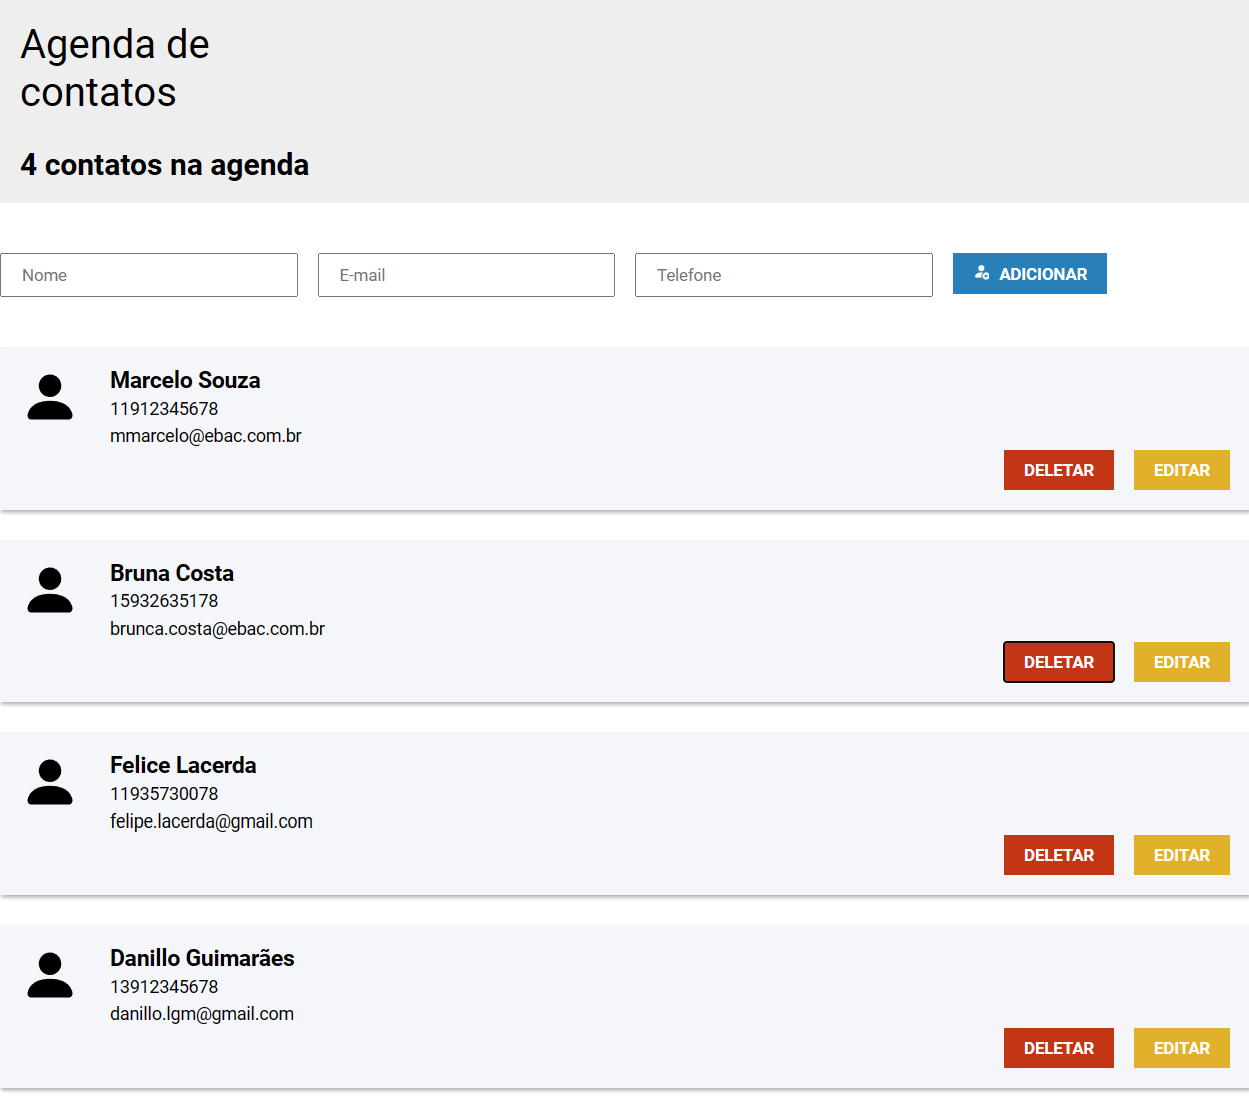 Agenda de
contatos
4 contatos na agenda
Nome
E-mail
Telefone
ADICIONAR
Marcelo Souza
11912345678
mmarcelo@ebac.com.br
DELETAR
EDITAR
Bruna Costa
15932635178
brunca.costa@ebac.com.br
DELETAR
EDITAR
Felice Lacerda
11935730078
felipe.lacerda@gmail.com
DELETAR
EDITAR
Danillo Guimarães
13912345678
danillo.lgm@gmail.com
DELETAR
EDITAR